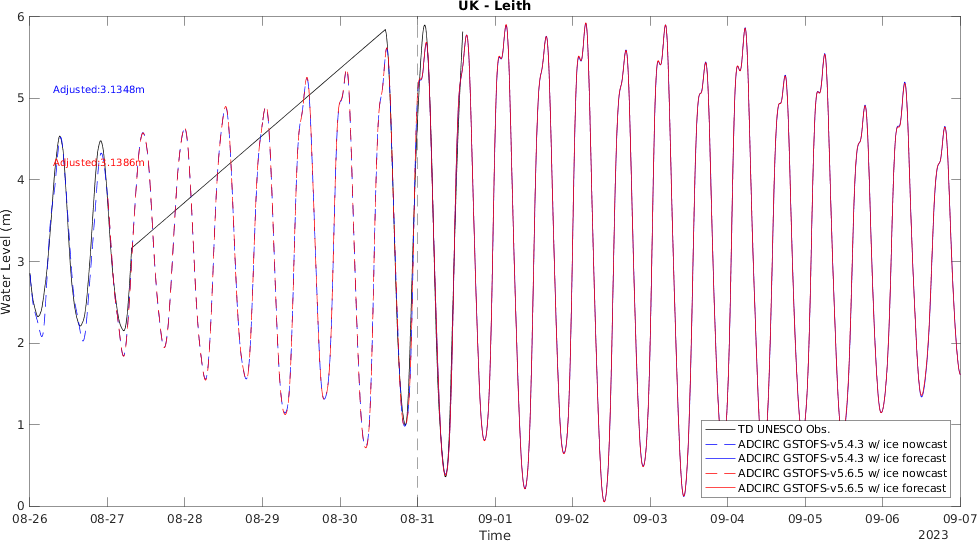 UK - Leith
6
5
4
3
2
1
0
Water Level (m)
Adjusted:3.1348m
Adjusted:3.1386m
TD UNESCO Obs.
ADCIRC GSTOFS-v5.4.3 w/ ice nowcast
ADCIRC GSTOFS-v5.4.3 w/ ice forecast
ADCIRC GSTOFS-v5.6.5 w/ ice nowcast
ADCIRC GSTOFS-v5.6.5 w/ ice forecast
08-26 08-27 08-28 08-29 08-30 08-31 09-01 09-02 09-03 09-04 09-05 09-06 09-07
Time
2023